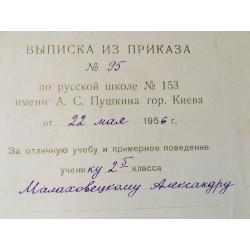 ВЫПИСКА ИЗ ПРИКАЗА
№ 95
по русской школе № 153
имени А. С. Пушкина гор. Киева
от 22 мая 1956 г.
За отличную учебу и примерное поведение
ученику 2 Б класса
Малаховецкому Александру